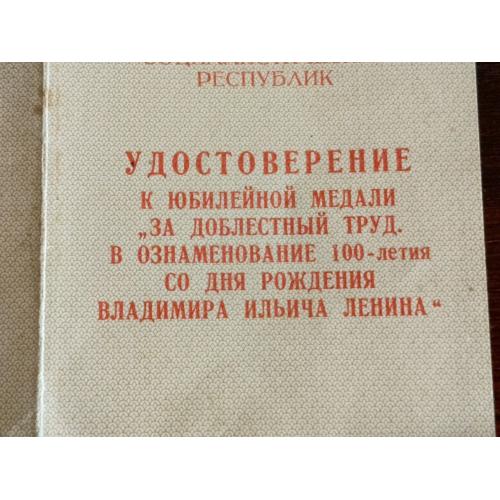 РЕСПУБЛИК
УДОСТОВЕРЕНИЕ
К ЮБИЛЕЙНОЙ МЕДАЛИ
„ЗА ДОБЛЕСТНЫЙ ТРУД.
В ОЗНАМЕНОВАНИЕ 100-летия
СО ДНЯ РОЖДЕНИЯ
ВЛАДИМИРА ИЛЬИЧА ЛЕНИНА“